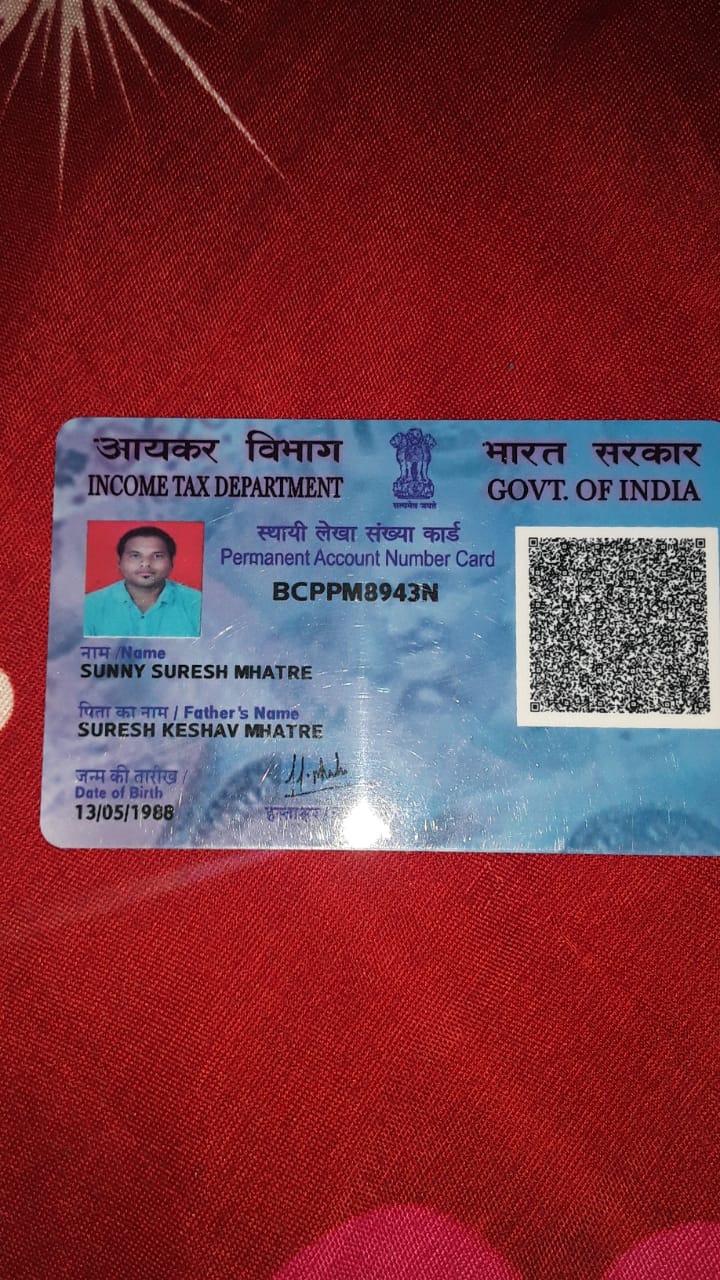 आयकर विभाग
INCOME TAX DEPARTMENT
भारत सरकार
GOVT. OF INDIA
सत्यमेव जयते
स्थायी लेखा संख्या कार्ड
Permanent Account Number Card
BCPPM8943N
नाम /Name
SUNNY SURESH MHATRE
पिता का नाम / Father's Name
SURESH KESHAV MHATRE
जन्म की तारीख /
Date of Birth
13/05/1988
हस्ताक्षर /